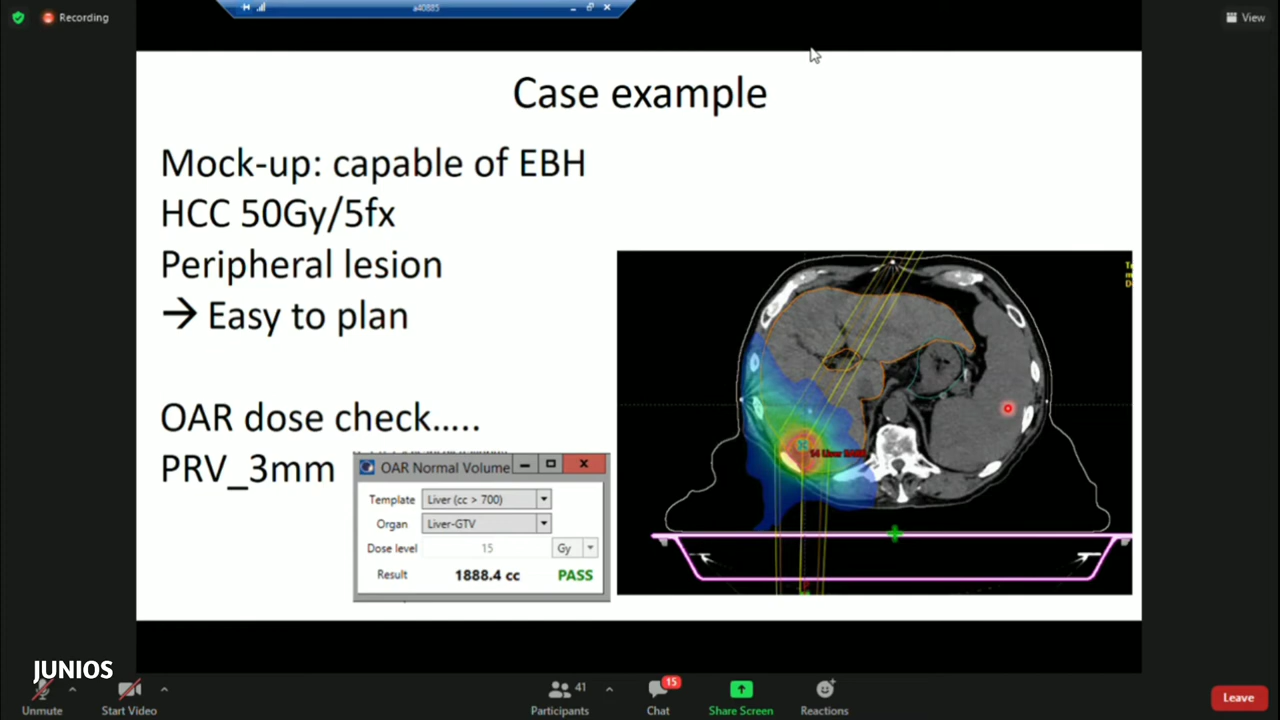 Recording
a40885
View
Case example
Mock-up: capable of EBH
HCC 50Gy/5fx
Peripheral lesion
→ Easy to plan
OAR dose check.....
PRV_3mm
OAR Normal Volume
Template Liver (cc > 700)
Organ Liver-GTV
Dose level 15 Gy
Result 1888.4 cc PASS
JUNIOS
Unmute
Start Video
41
Participants
15
Chat
Share Screen
Reactions
Leave